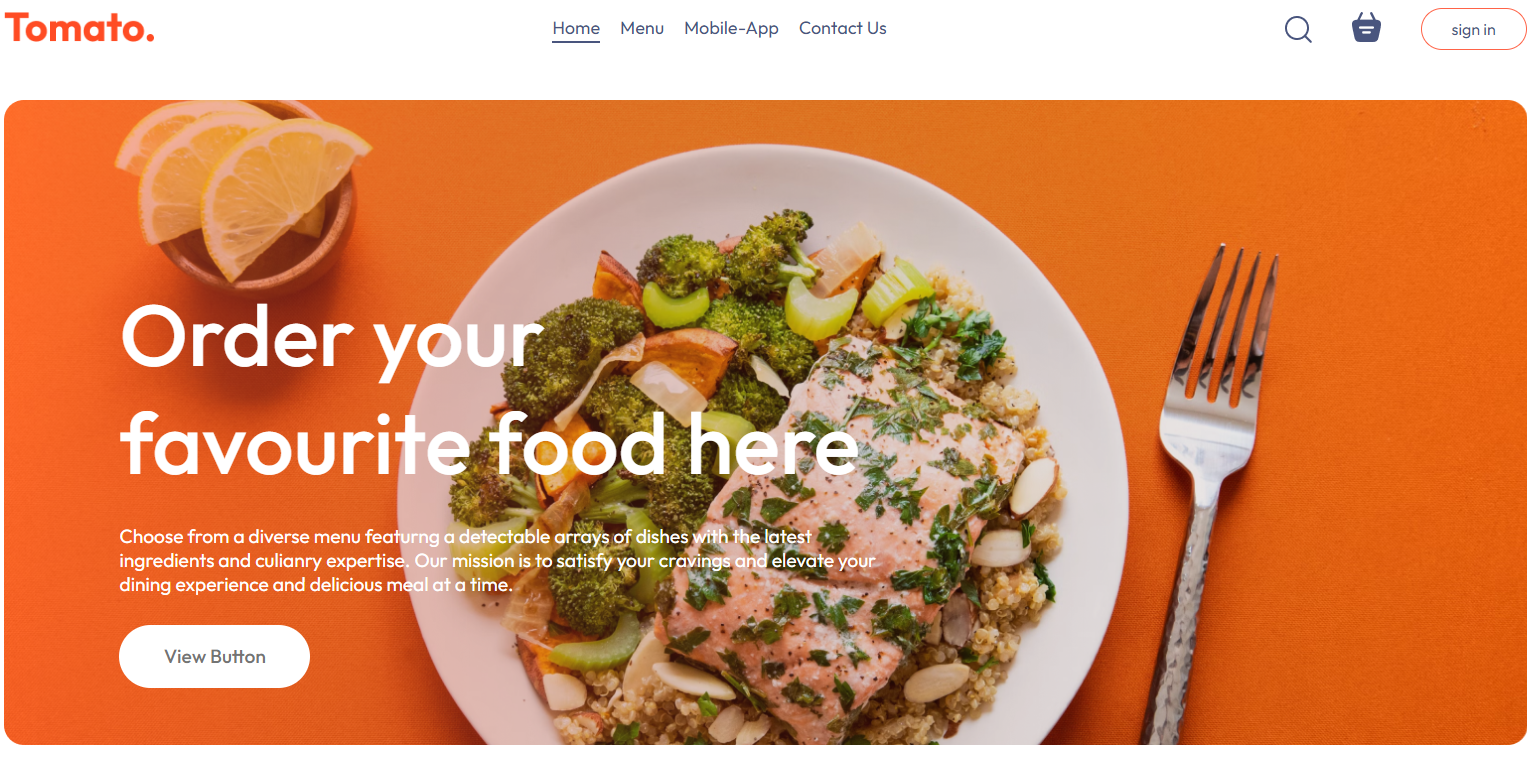 Tomato.
Home Menu Mobile-App Contact Us
sign in
Order your
favourite food here
Choose from a diverse menu featurng a detectable arrays of dishes with the latest
ingredients and culianry expertise. Our mission is to satisfy your cravings and elevate your
dining experience and delicious meal at a time.
View Button